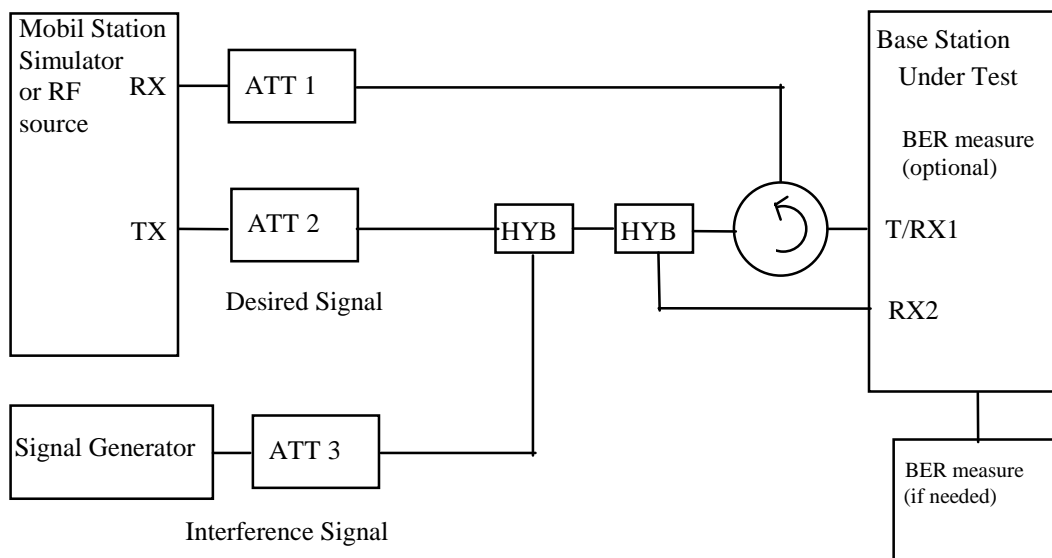 Mobil Station
Simulator
or RF
source
RX
TX
ATT 1
ATT 2
Desired Signal
HYB
HYB
Base Station
Under Test
BER measure
(optional)
T/RX1
RX2
Signal Generator
ATT 3
Interference Signal
BER measure
(if needed)